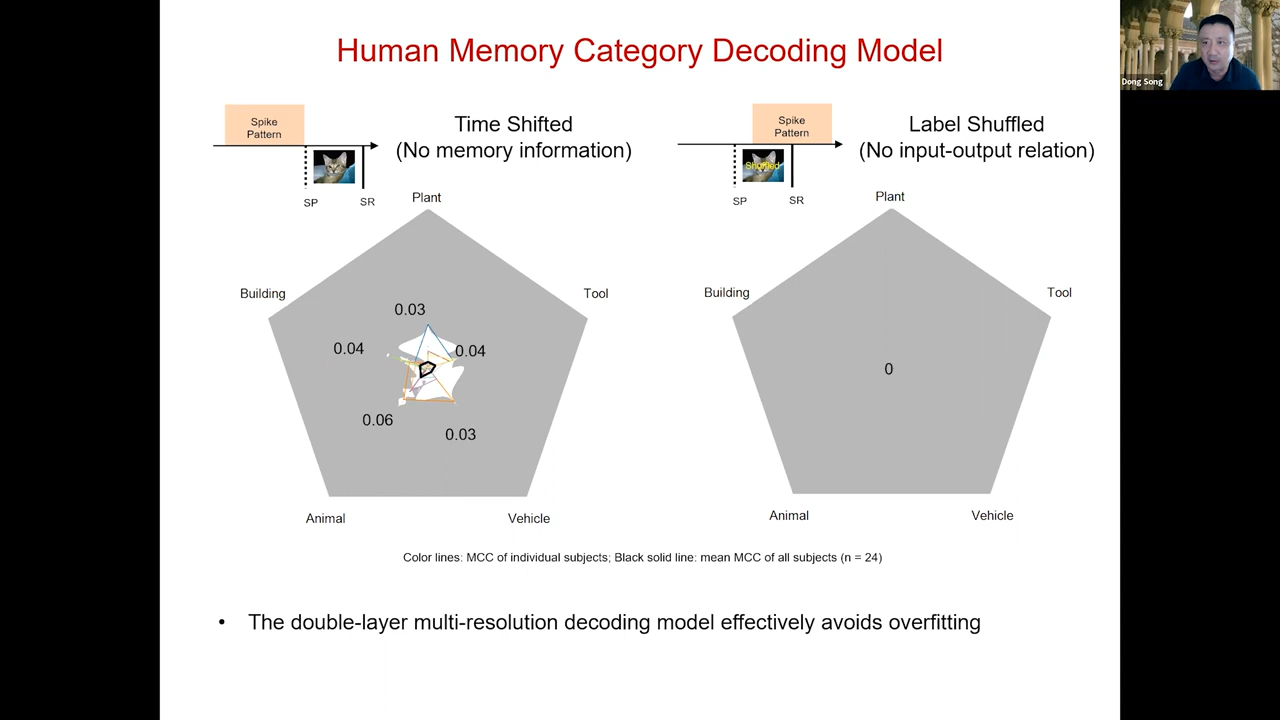 Human Memory Category Decoding Model
Dong Song
Spike
Pattern
Time Shifted
(No memory information)
SP
SR
Plant
Building
Tool
0.03
0.04
0.04
0.06
0.03
Animal
Vehicle
Spike
Pattern
Label Shuffled
(No input-output relation)
Shuffled
SP
SR
Plant
Building
Tool
0
Animal
Vehicle
Color lines: MCC of individual subjects; Black solid line: mean MCC of all subjects (n = 24)
• The double-layer multi-resolution decoding model effectively avoids overfitting